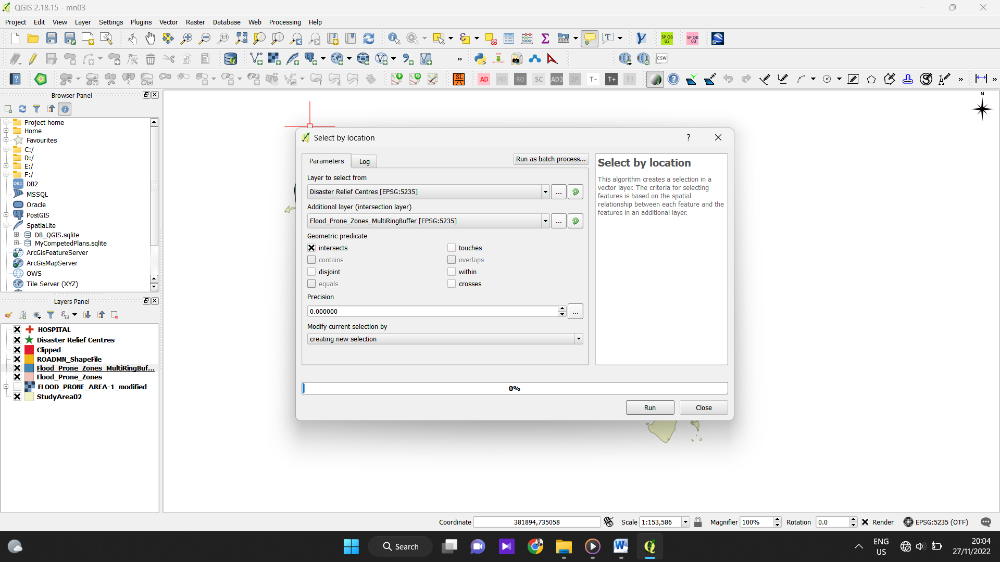 QGIS 2.18.15 - mn03
Project Edit View Layer Settings Plugins Vector Raster Database Web Processing Help
SP OB 02
SP OB 03
CSW
SL
AD MO RO SC ADJ 2P T- T+ !!
Browser Panel
Project home
Home
Favourites
C:/
D:/
E:/
F:/
DB2
MSSQL
Oracle
PostGIS
SpatiaLite
DB_QGIS.sqlite
MyCompetedPlans.sqlite
ArcGisFeatureServer
ArcGisMapServer
OWS
Tile Server (XYZ)
Layers Panel
HOSPITAL
Disaster Relief Centres
Clipped
ROADMN_ShapeFile
Flood_Prone_Zones_MultiRingBuf...
Flood_Prone_Zones
FLOOD_PRONE_AREA-1_modified
StudyArea02
N
Select by location
Parameters Log Run as batch process...
Layer to select from
Disaster Relief Centres [EPSG:5235]
Additional layer (intersection layer)
Flood_Prone_Zones_MultiRingBuffer [EPSG:5235]
Geometric predicate
intersects touches
contains overlaps
disjoint within
equals crosses
Precision
0.000000
Modify current selection by
creating new selection
Select by location
This algorithm creates a selection in a
vector layer. The criteria for selecting
features is based on the spatial
relationship between each feature and the
features in an additional layer.
0%
Run Close
Coordinate 381894,735058 Scale 1:153,586 Magnifier 100% Rotation 0.0 Render EPSG:5235 (OTF)
Search
ENG
US
20:04
27/11/2022